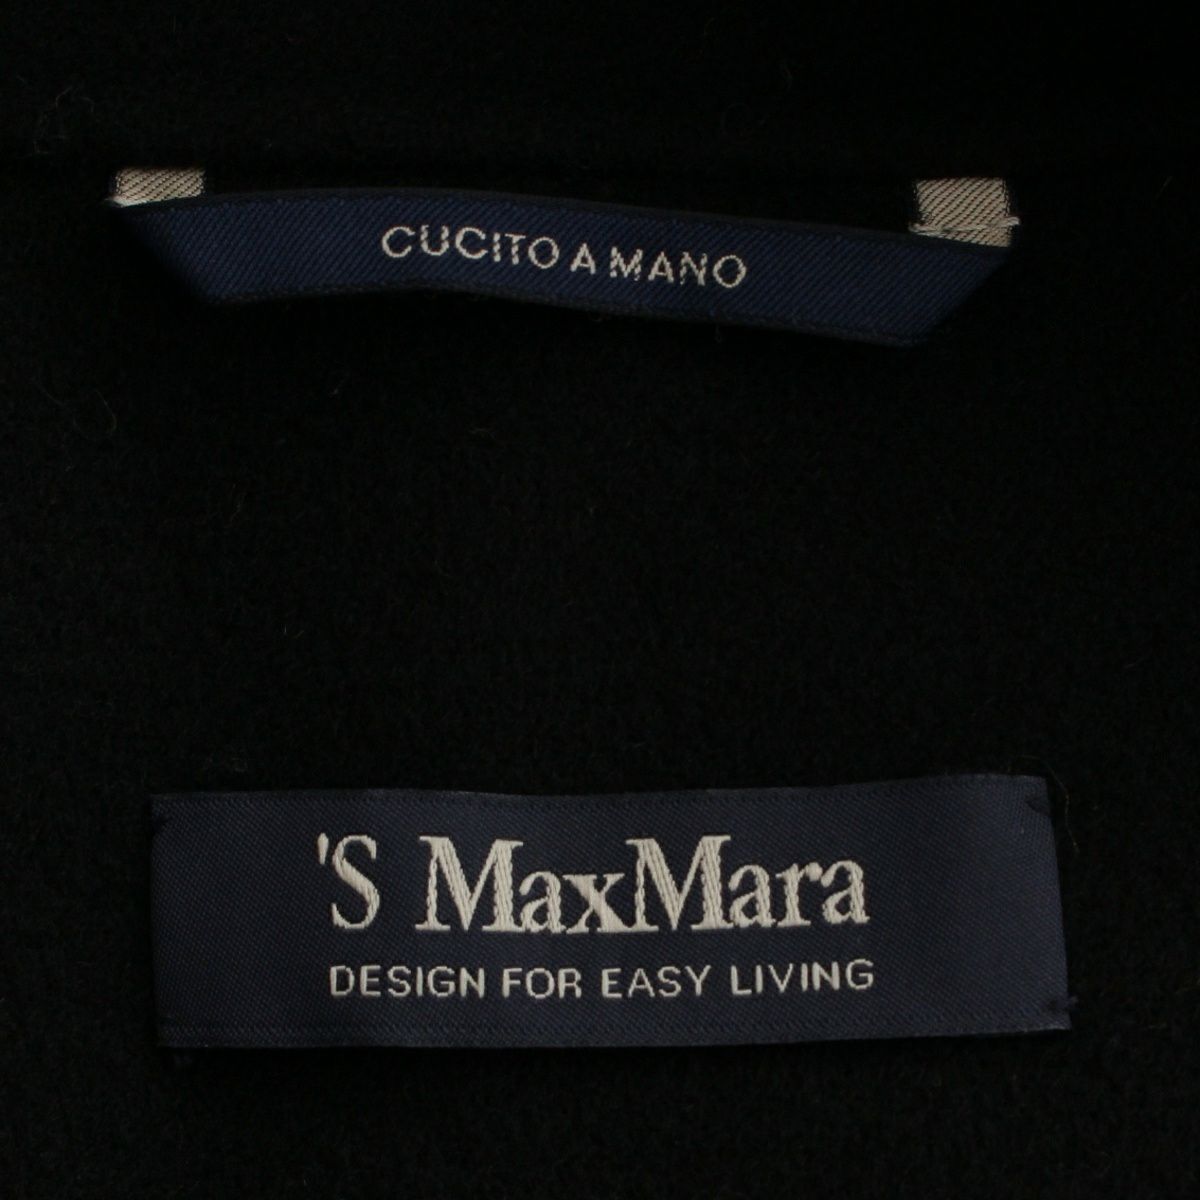 CUCITO A MANO
'S MaxMara
DESIGN FOR EASY LIVING